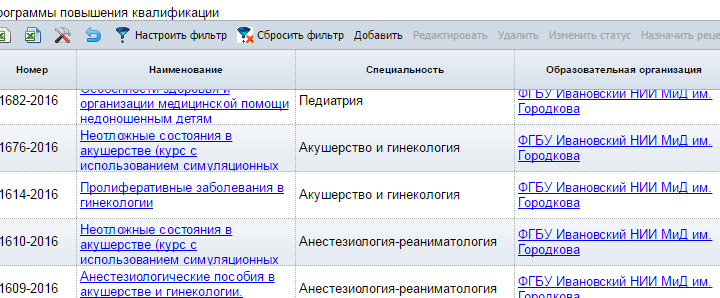 рограммы повышения квалификации
Настроить фильтр Сбросить фильтр Добавить Редактировать Удалить Изменить статус Назначить реце
Номер Наименование Специальность Образовательная организация
1682-2016 Особенности здоровья и организации медицинской помощи недоношенным детям Педиатрия ФГБУ Ивановский НИИ МиД им. Городкова
1676-2016 Неотложные состояния в акушерстве (курс с использованием симуляционных Акушерство и гинекология ФГБУ Ивановский НИИ МиД им. Городкова
1614-2016 Пролиферативные заболевания в гинекологии Акушерство и гинекология ФГБУ Ивановский НИИ МиД им. Городкова
1610-2016 Неотложные состояния в акушерстве (курс с использованием симуляционных Анестезиология-реаниматология ФГБУ Ивановский НИИ МиД им. Городкова
1609-2016 Анестезиологические пособия в акушерстве и гинекологии. Анестезиология-реаниматология ФГБУ Ивановский НИИ МиД им. Городкова